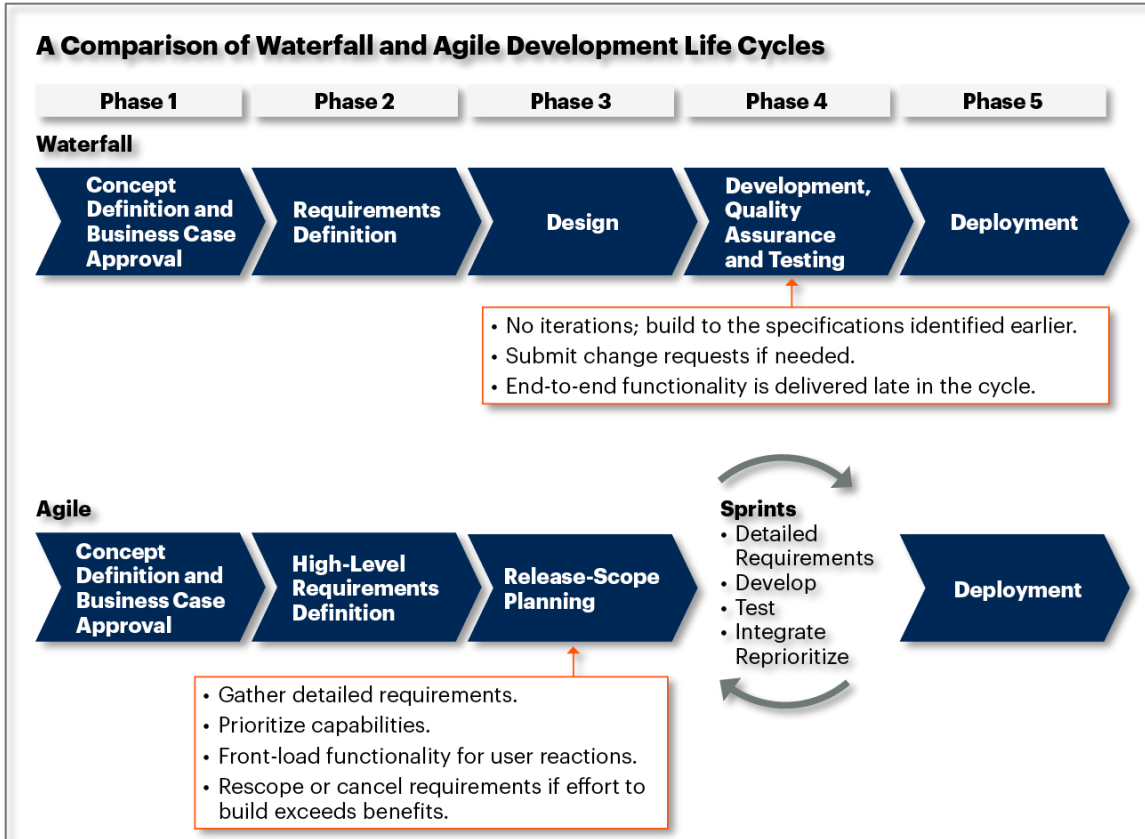 A Comparison of Waterfall and Agile Development Life Cycles
Phase 1
Phase 2
Phase 3
Phase 4
Phase 5
Waterfall
Concept
Definition and
Business Case
Approval
Requirements
Definition
Design
Development,
Quality
Assurance
and Testing
Deployment
• No iterations; build to the specifications identified earlier.
• Submit change requests if needed.
• End-to-end functionality is delivered late in the cycle.
Agile
Concept
Definition and
Business Case
Approval
High-Level
Requirements
Definition
Release-Scope
Planning
Sprints
• Detailed
Requirements
• Develop
• Test
• Integrate
Reprioritize
Deployment
• Gather detailed requirements.
• Prioritize capabilities.
• Front-load functionality for user reactions.
• Rescope or cancel requirements if effort to
build exceeds benefits.